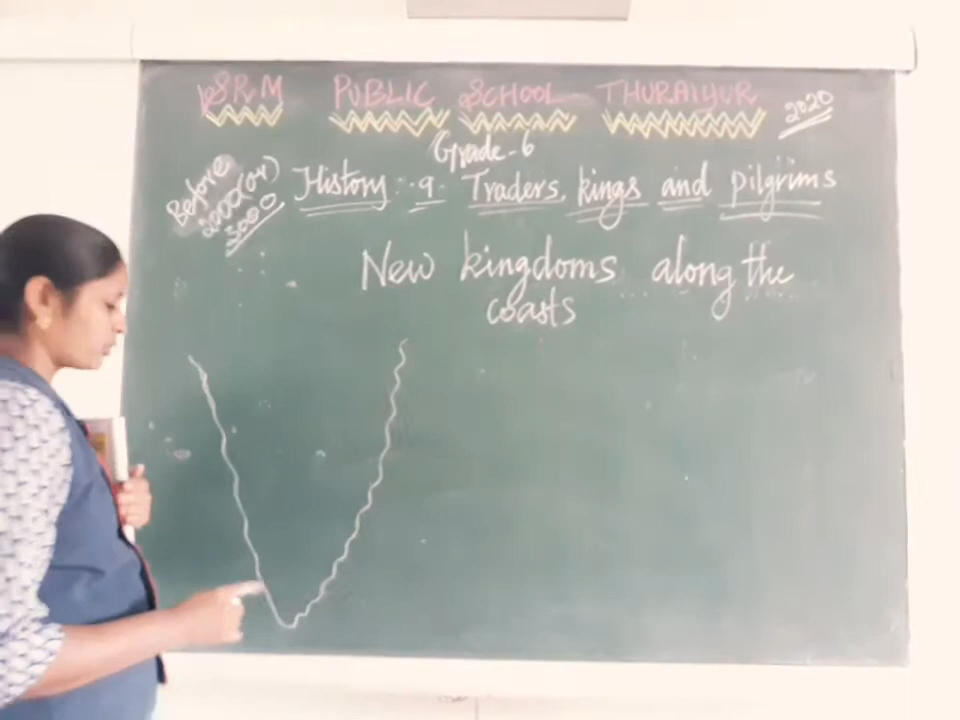 SRM PUBLIC SCHOOL THURAIYUR
2020
Grade-6
Before
2000(or)
3000
History:9 Traders, kings and pilgrims
New kingdoms along the
coasts